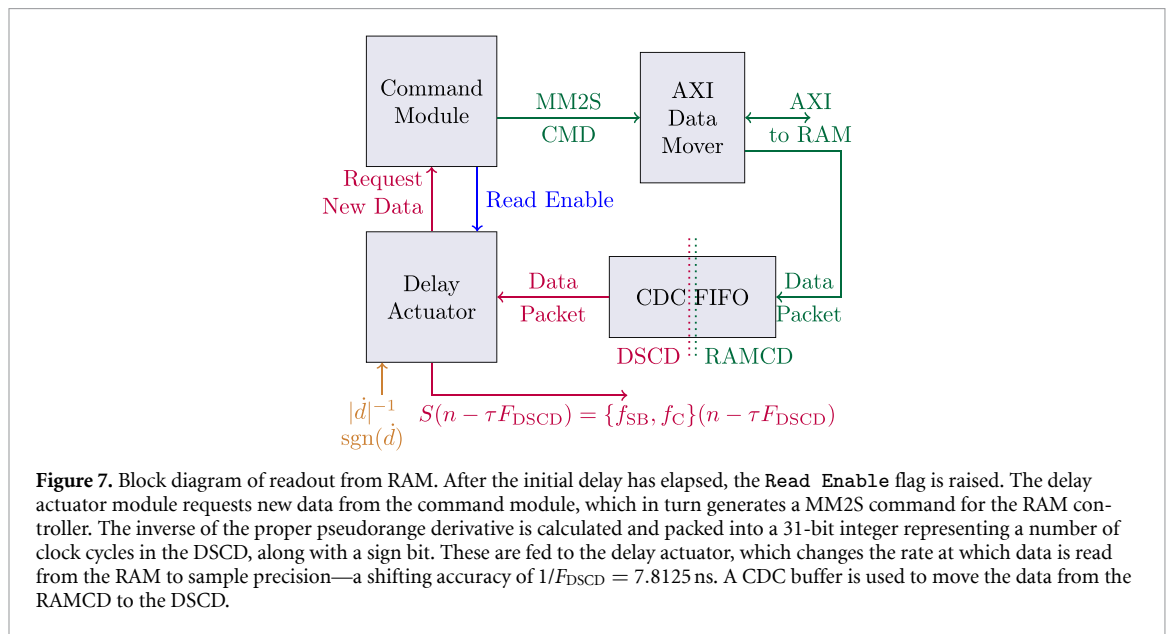 Command
Module
MM2S
CMD
AXI
Data
Mover
AXI
to RAM
Request
New Data
Read Enable
Delay
Actuator
Data
Packet
CDC FIFO
Data
Packet
DSCD
RAMCD
|ḋ|⁻¹
sgn(ḋ)
S(n − τF_DSCD) = {f_SB, f_C}(n − τF_DSCD)
Figure 7. Block diagram of readout from RAM. After the initial delay has elapsed, the Read Enable flag is raised. The delay
actuator module requests new data from the command module, which in turn generates a MM2S command for the RAM con-
troller. The inverse of the proper pseudorange derivative is calculated and packed into a 31-bit integer representing a number of
clock cycles in the DSCD, along with a sign bit. These are fed to the delay actuator, which changes the rate at which data is read
from the RAM to sample precision—a shifting accuracy of 1/F_DSCD = 7.8125 ns. A CDC buffer is used to move the data from the
RAMCD to the DSCD.